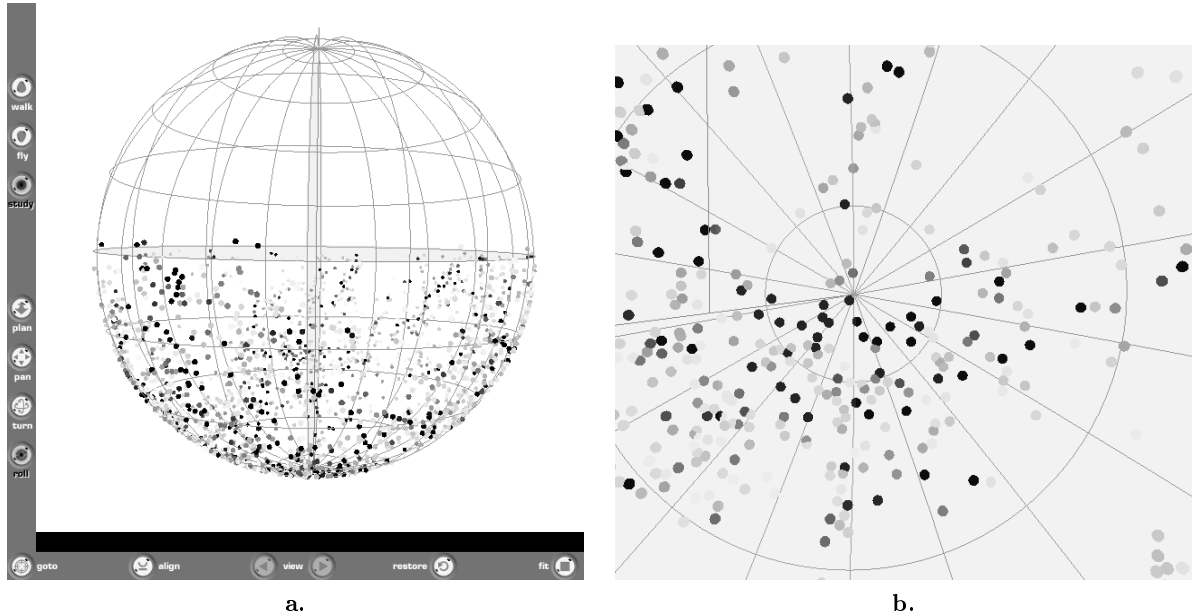 walk
fly
study
plan
pan
turn
roll
goto
align
view
restore
fit
a.
b.